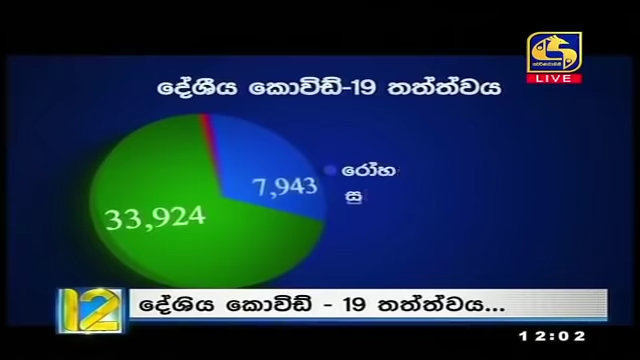 LIVE
දේශීය කොවිඩ්-19 තත්ත්වය
7,943
රෝහ
33,924
සු
12 දේශිය කොවිඩ් - 19 තත්ත්වය...
12:02